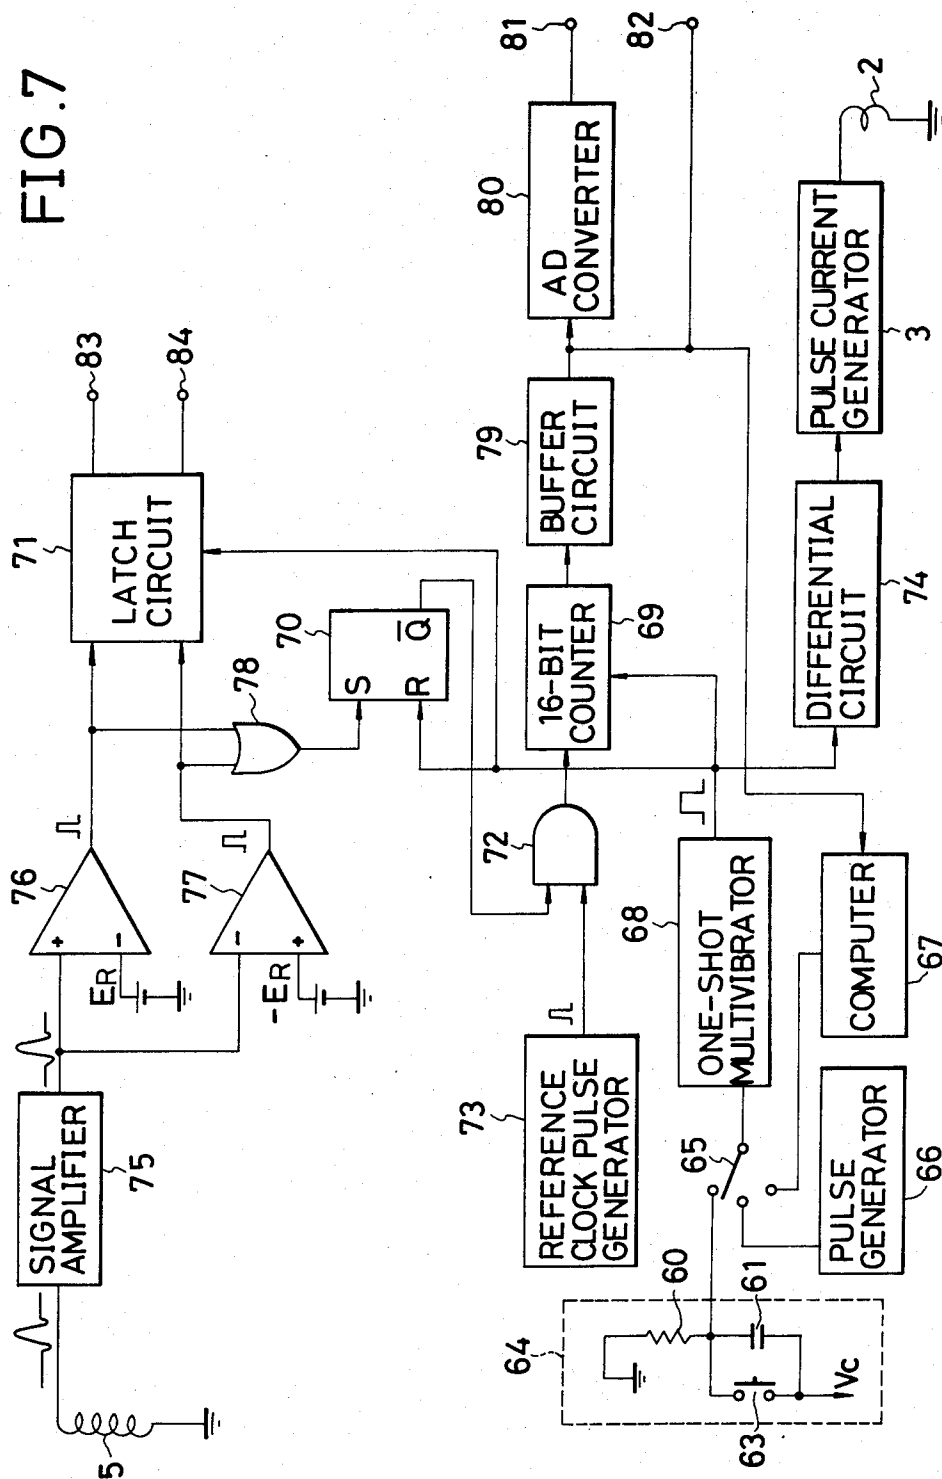 FIG.7
5
SIGNAL
AMPLIFIER
75
76
+
−
ER
77
−
+
-ER
78
71
LATCH
CIRCUIT
83
84
70
S
R
Q̅
73
REFERENCE
CLOCK PULSE
GENERATOR
72
16-BIT
COUNTER
69
79
BUFFER
CIRCUIT
80
AD
CONVERTER
81
82
64
60
61
63
Vc
65
68
ONE-SHOT
MULTIVIBRATOR
PULSE
GENERATOR
66
COMPUTER
67
DIFFERENTIAL
CIRCUIT
74
PULSE CURRENT
GENERATOR
3
2